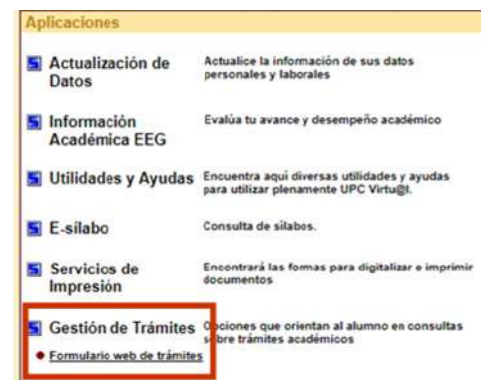 Aplicaciones
Actualización de Datos
Actualice la información de sus datos
personales y laborales
Información
Académica EEG
Evalúa tu avance y desempeño académico
Utilidades y Ayudas
Encuentra aquí diversas utilidades y ayudas
para utilizar plenamente UPC Virtu@l.
E-sílabo
Consulta de sílabos.
Servicios de
Impresión
Encontrará las formas para digitalizar e imprimir
documentos
Gestión de Trámites
Opciones que orientan al alumno en consultas
sobre trámites académicos
Formulario web de trámites